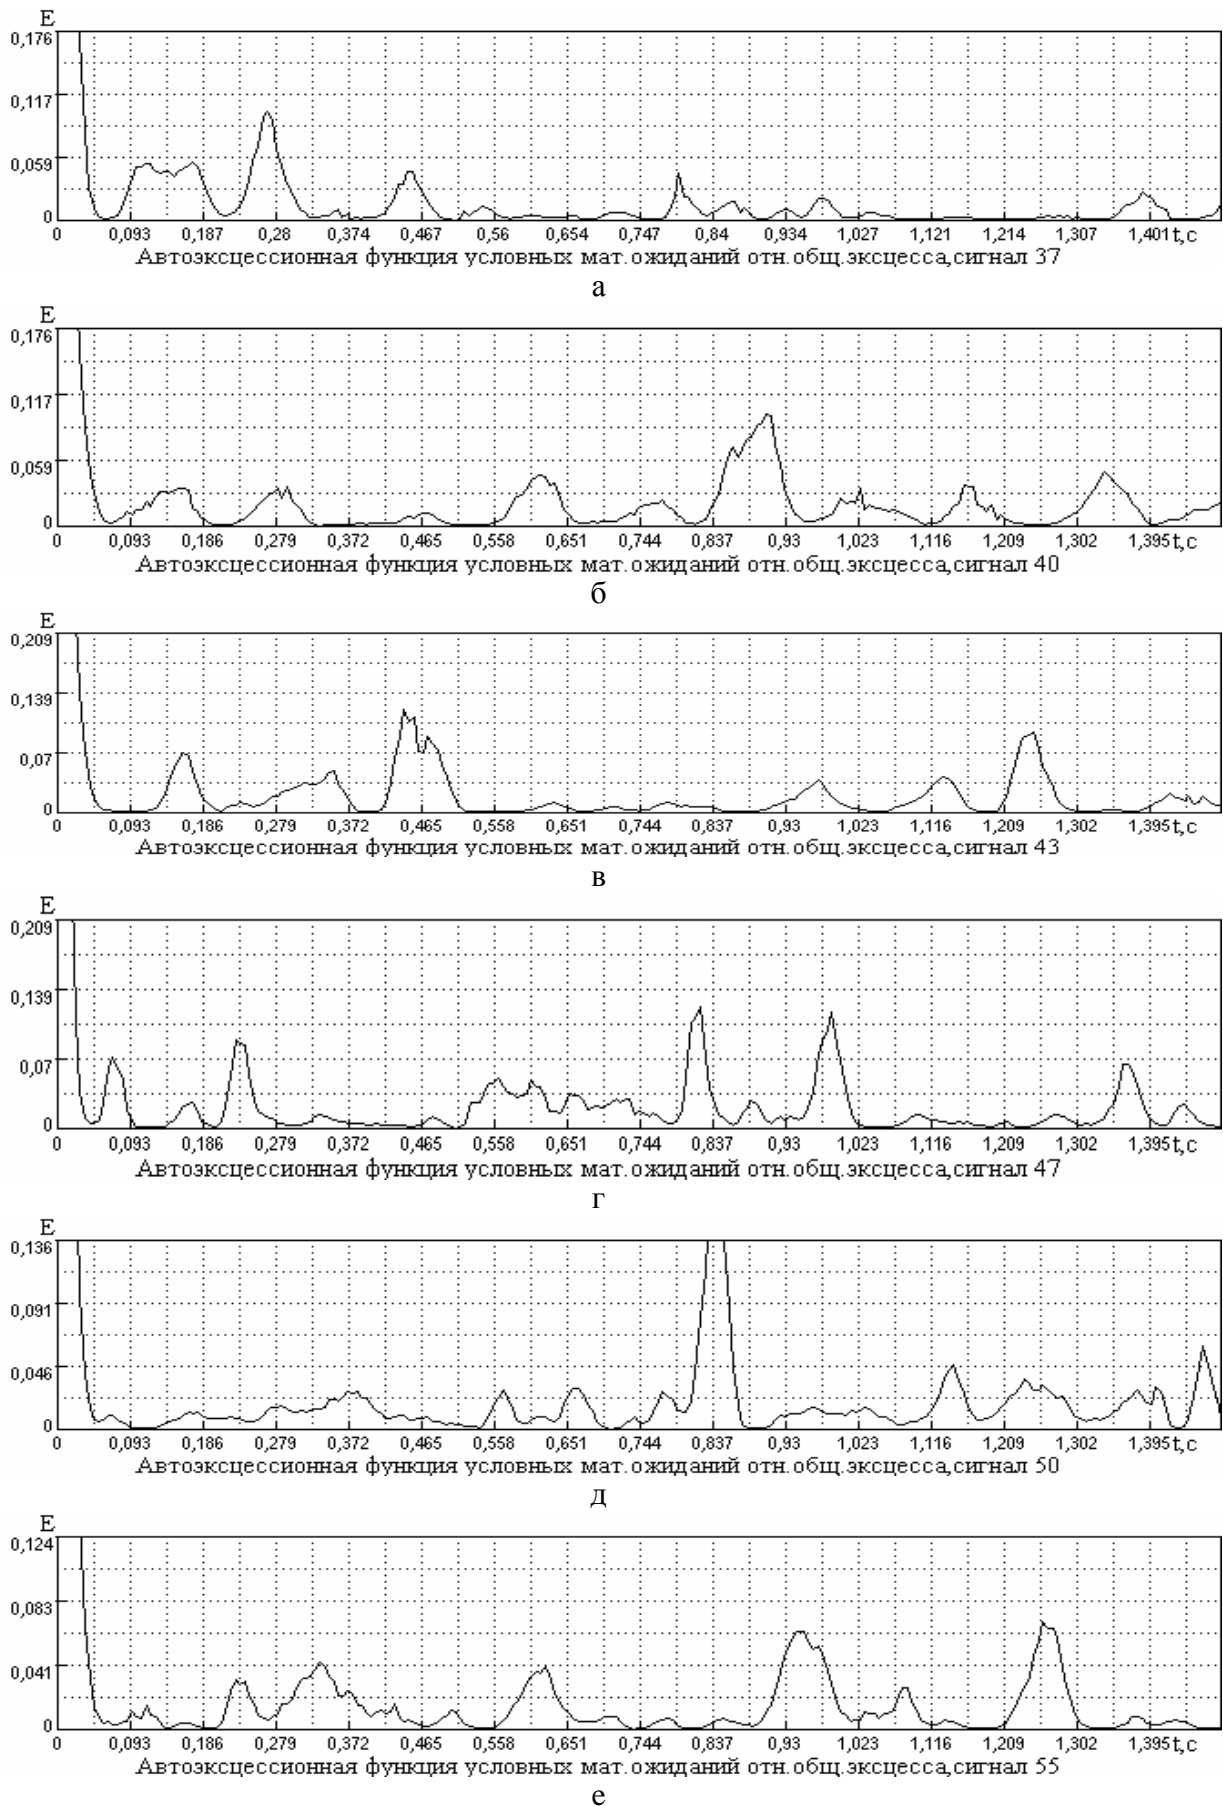 E
0,176
0,117
0,059
0
0 0,093 0,187 0,28 0,374 0,467 0,56 0,654 0,747 0,84 0,934 1,027 1,121 1,214 1,307 1,401 t,c
Автоэксцессионная функция условных мат.ожиданий отн.общ.эксцесса,сигнал 37
а
E
0,176
0,117
0,059
0
0 0,093 0,186 0,279 0,372 0,465 0,558 0,651 0,744 0,837 0,93 1,023 1,116 1,209 1,302 1,395 t,c
Автоэксцессионная функция условных мат.ожиданий отн.общ.эксцесса,сигнал 40
б
E
0,209
0,139
0,07
0
0 0,093 0,186 0,279 0,372 0,465 0,558 0,651 0,744 0,837 0,93 1,023 1,116 1,209 1,302 1,395 t,c
Автоэксцессионная функция условных мат.ожиданий отн.общ.эксцесса,сигнал 43
в
E
0,209
0,139
0,07
0
0 0,093 0,186 0,279 0,372 0,465 0,558 0,651 0,744 0,837 0,93 1,023 1,116 1,209 1,302 1,395 t,c
Автоэксцессионная функция условных мат.ожиданий отн.общ.эксцесса,сигнал 47
г
E
0,136
0,091
0,046
0
0 0,093 0,186 0,279 0,372 0,465 0,558 0,651 0,744 0,837 0,93 1,023 1,116 1,209 1,302 1,395 t,c
Автоэксцессионная функция условных мат.ожиданий отн.общ.эксцесса,сигнал 50
д
E
0,124
0,083
0,041
0
0 0,093 0,186 0,279 0,372 0,465 0,558 0,651 0,744 0,837 0,93 1,023 1,116 1,209 1,302 1,395 t,c
Автоэксцессионная функция условных мат.ожиданий отн.общ.эксцесса,сигнал 55
е